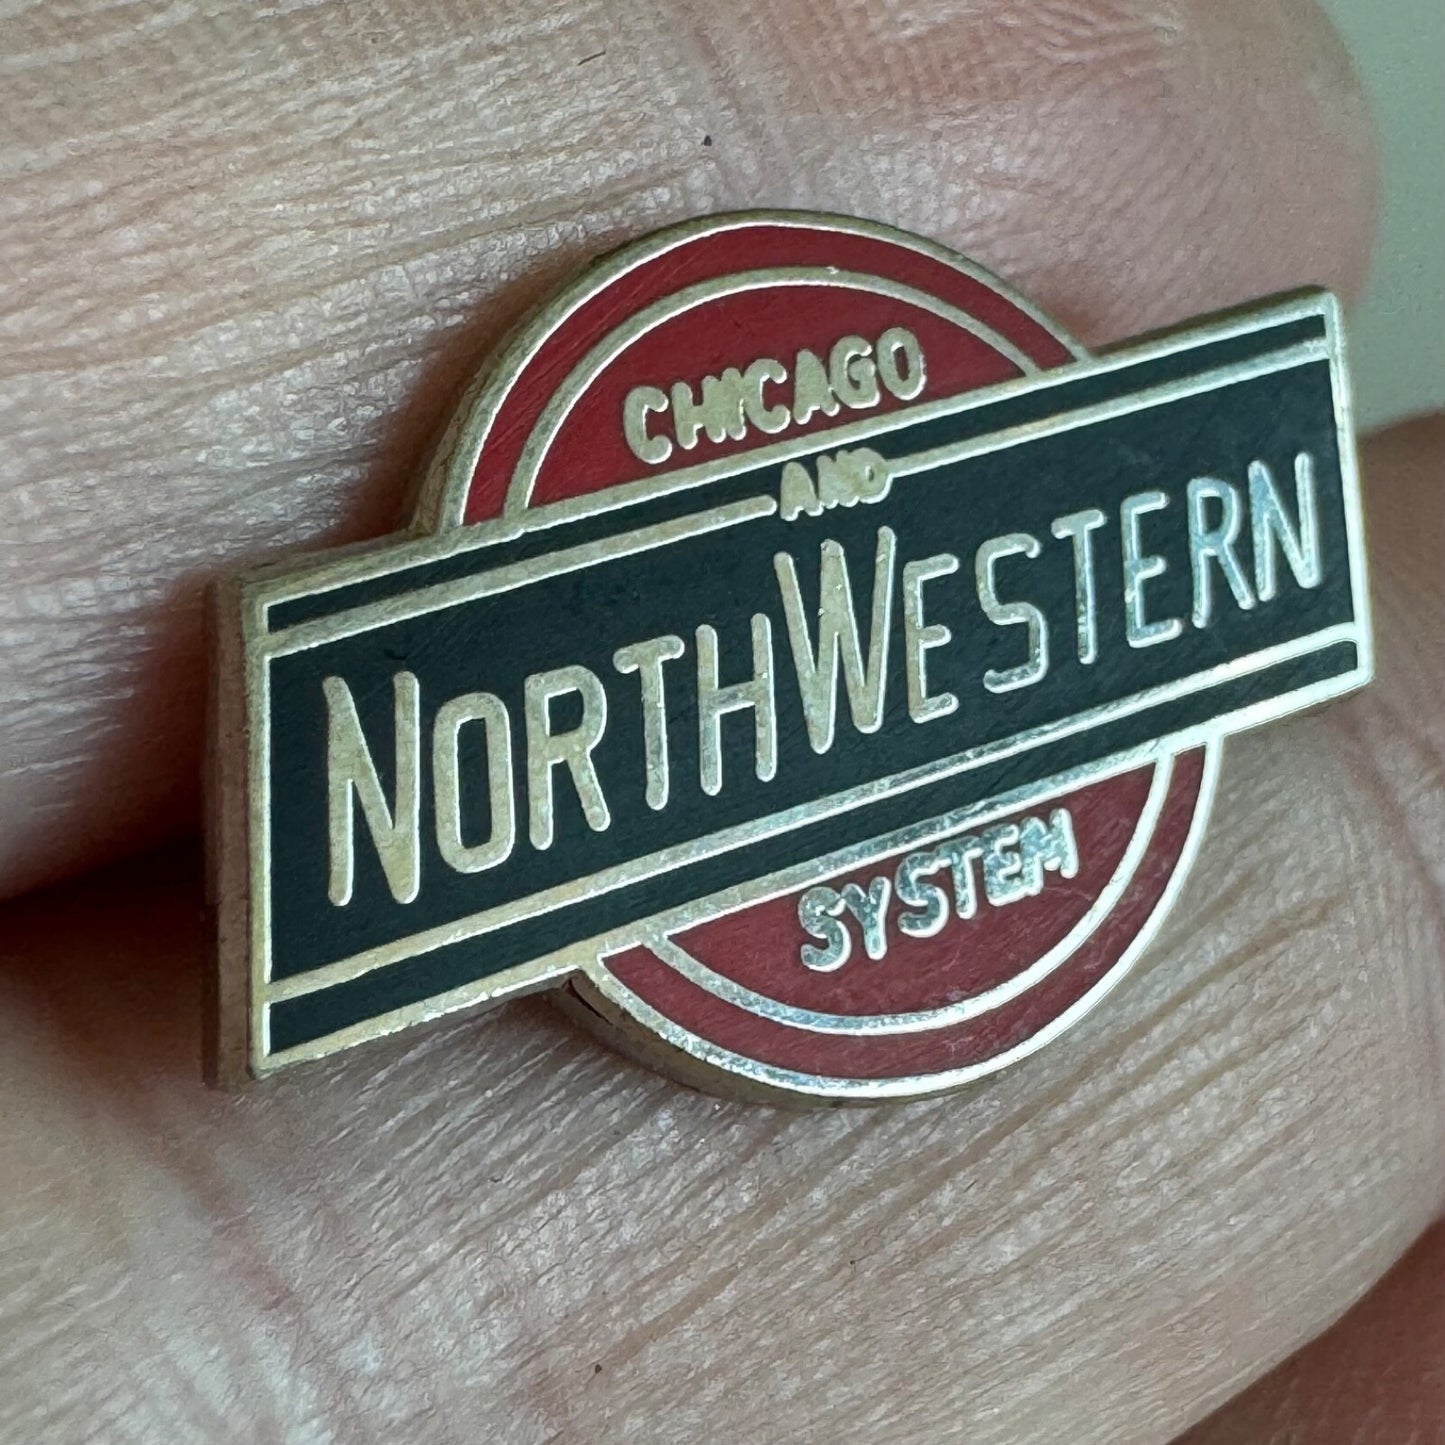 CHICAGO
AND
NORTHWESTERN
SYSTEM